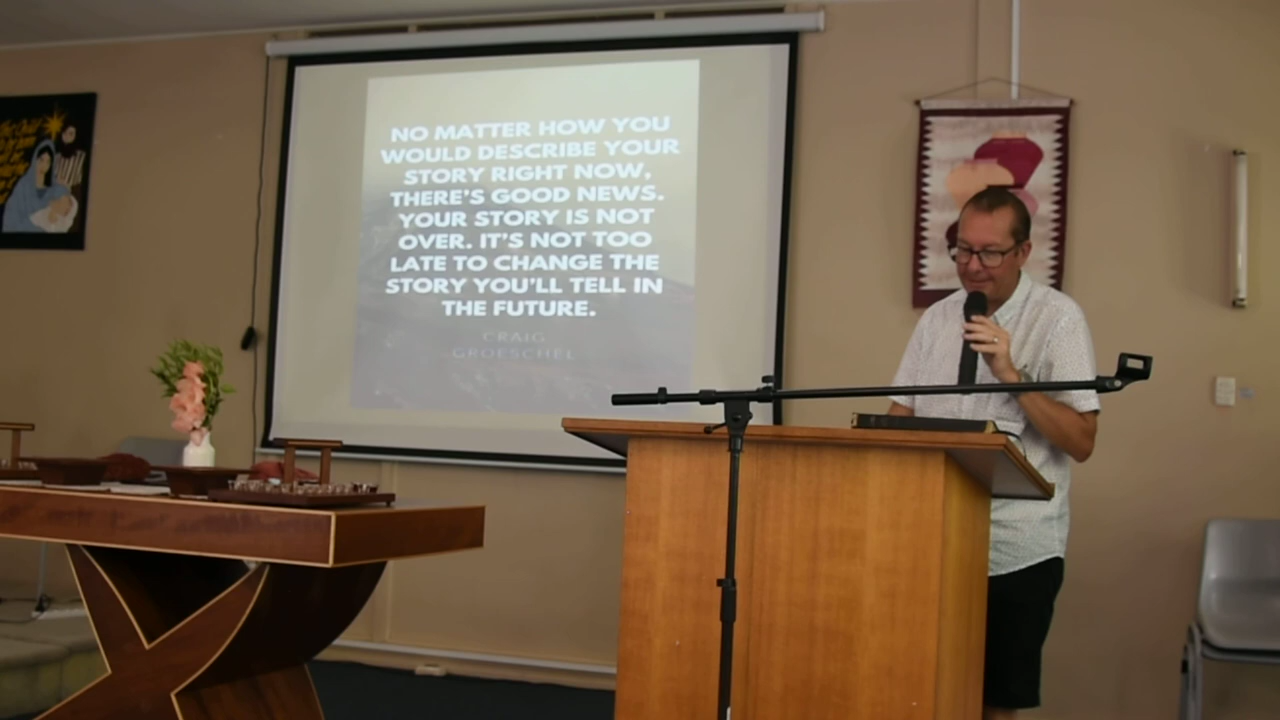 NO MATTER HOW YOU
WOULD DESCRIBE YOUR
STORY RIGHT NOW,
THERE'S GOOD NEWS.
YOUR STORY IS NOT
OVER. IT'S NOT TOO
LATE TO CHANGE THE
STORY YOU'LL TELL IN
THE FUTURE.
CRAIG
GROESCHEL